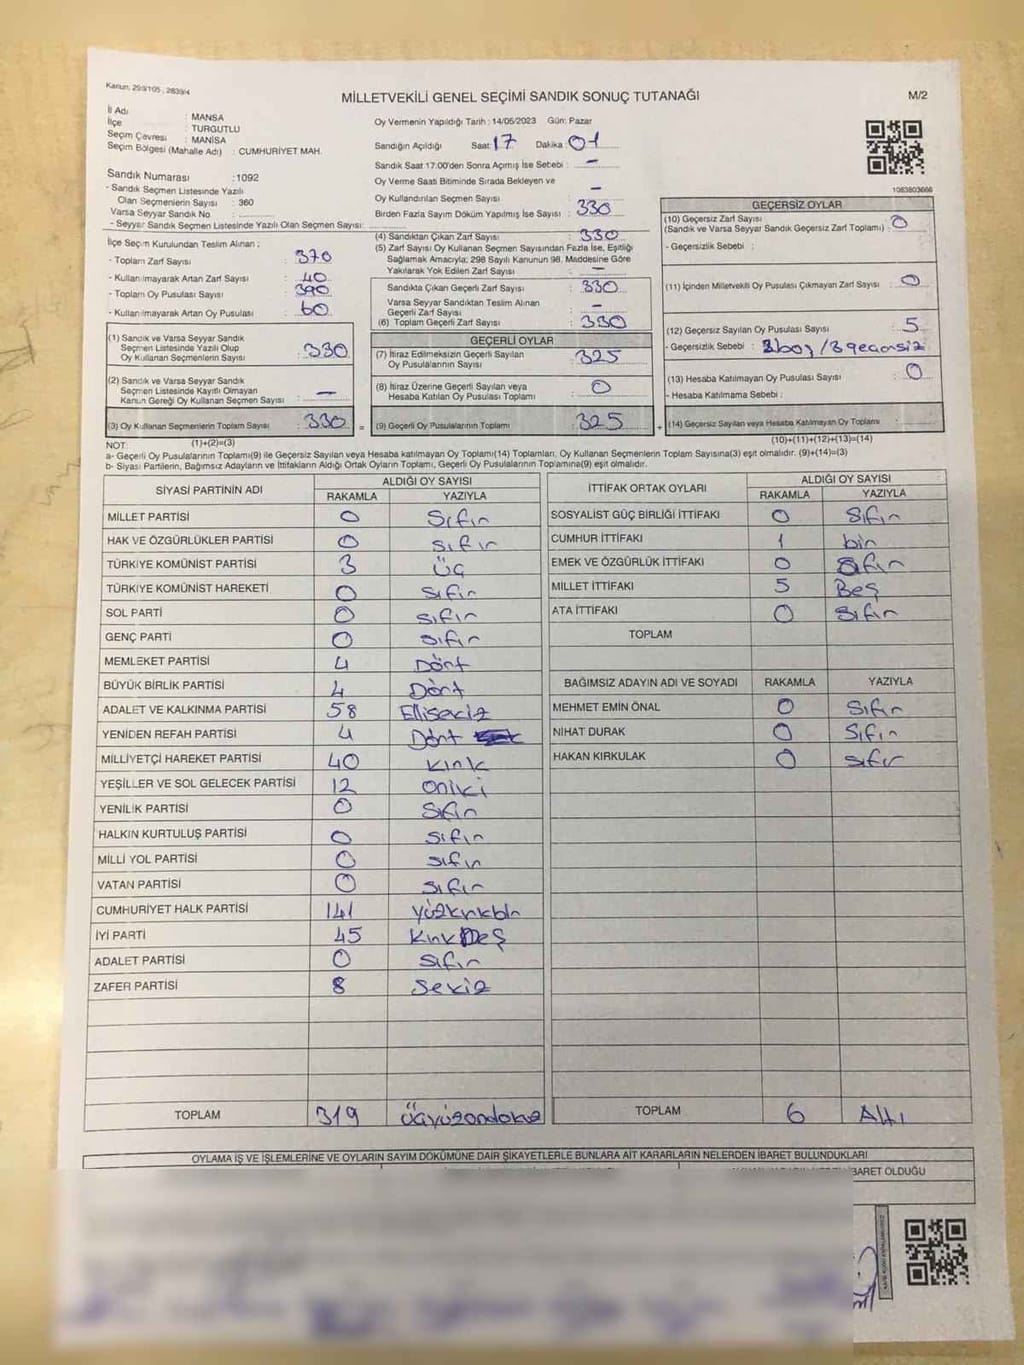 Kanun: 298/105, 2839/4
MİLLETVEKİLİ GENEL SEÇİMİ SANDIK SONUÇ TUTANAĞI
M/2
İl Adı : MANSA
İlçe : TURGUTLU
Seçim Çevresi : MANİSA
Seçim Bölgesi (Mahalle Adı) : CUMHURİYET MAH.
Oy Vermenin Yapıldığı Tarih : 14/05/2023 Gün: Pazar
Sandığın Açıldığı Saat: 17 Dakika: 01
Sandık Saat 17:00'den Sonra Açımış İse Sebebi : –
Oy Verme Saati Bitiminde Sırada Bekleyen ve
Oy Kullandırılan Seçmen Sayısı : –
Birden Fazla Sayım Döküm Yapılmış İse Sayısı : 330
Sandık Numarası : 1092
- Sandık Seçmen Listesinde Yazılı
Olan Seçmenlerin Sayısı : 360
Varsa Seyyar Sandık No :
- Seyyar Sandık Seçmen Listesinde Yazılı Olan Seçmen Sayısı:
İlçe Seçim Kurulundan Teslim Alınan ;
- Toplam Zarf Sayısı : 370
- Kullanılmayarak Artan Zarf Sayısı : 40
- Toplam Oy Pusulası Sayısı : 390
- Kullanılmayarak Artan Oy Pusulası : 60
(1) Sandık ve Varsa Seyyar Sandık
Seçmen Listesinde Yazılı Olup
Oy Kullanan Seçmenlerin Sayısı : 330
(2) Sandık ve Varsa Seyyar Sandık
Seçmen Listesinde Kayıtlı Olmayan
Kanun Gereği Oy Kullanan Seçmen Sayısı : –
(3) Oy Kullanan Seçmenlerin Toplam Sayısı : 330 =
(4) Sandıktan Çıkan Zarf Sayısı : 330
(5) Zarf Sayısı Oy Kullanan Seçmen Sayısından Fazla İse, Eşitliği
Sağlamak Amacıyla; 298 Sayılı Kanunun 98. Maddesine Göre
Yakılarak Yok Edilen Zarf Sayısı : –
Sandıkta Çıkan Geçerli Zarf Sayısı : 330
Varsa Seyyar Sandıktan Teslim Alınan
Geçerli Zarf Sayısı : –
(6) Toplam Geçerli Zarf Sayısı : 330
GEÇERLİ OYLAR
(7) İtiraz Edilmeksizin Geçerli Sayılan
Oy Pusulalarının Sayısı : 325
(8) İtiraz Üzerine Geçerli Sayılan veya
Hesaba Katılan Oy Pusulası Toplamı : 0
(9) Geçerli Oy Pusulalarının Toplamı : 325 +
1083803666
GEÇERSİZ OYLAR
(10) Geçersiz Zarf Sayısı
(Sandık ve Varsa Seyyar Sandık Geçersiz Zarf Toplamı) : 0
- Geçersizlik Sebebi :
(11) İçinden Milletvekili Oy Pusulası Çıkmayan Zarf Sayısı : 0
(12) Geçersiz Sayılan Oy Pusulası Sayısı : 5
- Geçersizlik Sebebi : boş / 3 geçersiz
(13) Hesaba Katılmayan Oy Pusulası Sayısı : 0
- Hesaba Katılmama Sebebi :
(14) Geçersiz Sayılan veya Hesaba Katılmayan Oy Toplamı :
NOT: (1)+(2)=(3)
(10)+(11)+(12)+(13)=(14)
a- Geçerli Oy Pusulalarının Toplamı(9) ile Geçersiz Sayılan veya Hesaba katılmayan Oy Toplamı(14) Toplamları, Oy Kullanan Seçmenlerin Toplam Sayısına(3) eşit olmalıdır. (9)+(14)=(3)
b- Siyasi Partilerin, Bağımsız Adayların ve İttifakların Aldığı Ortak Oyların Toplamı, Geçerli Oy Pusulalarının Toplamına(9) eşit olmalıdır.
SİYASİ PARTİNİN ADI ALDIĞI OY SAYISI
RAKAMLA YAZIYLA
MİLLET PARTİSİ 0 Sıfır
HAK VE ÖZGÜRLÜKLER PARTİSİ 0 sıfır
TÜRKİYE KOMÜNİST PARTİSİ 3 üç
TÜRKİYE KOMÜNİST HAREKETİ 0 sıfır
SOL PARTİ 0 sıfır
GENÇ PARTİ 0 sıfır
MEMLEKET PARTİSİ 4 Dört
BÜYÜK BİRLİK PARTİSİ 4 Dört
ADALET VE KALKINMA PARTİSİ 58 Ellisekiz
YENİDEN REFAH PARTİSİ 4 Dört
MİLLİYETÇİ HAREKET PARTİSİ 40 kırk
YEŞİLLER VE SOL GELECEK PARTİSİ 12 oniki
YENİLİK PARTİSİ 0 Sıfır
HALKIN KURTULUŞ PARTİSİ 0 sıfır
MİLLİ YOL PARTİSİ 0 sıfır
VATAN PARTİSİ 0 sıfır
CUMHURİYET HALK PARTİSİ 141 yüzkırkbir
İYİ PARTİ 45 KırkBeş
ADALET PARTİSİ 0 sıfır
ZAFER PARTİSİ 8 Sekiz
TOPLAM 319 Üçyüzondokuz
İTTİFAK ORTAK OYLARI ALDIĞI OY SAYISI
RAKAMLA YAZIYLA
SOSYALİST GÜÇ BİRLİĞİ İTTİFAKI 0 Sıfır
CUMHUR İTTİFAKI 1 bir
EMEK VE ÖZGÜRLÜK İTTİFAKI 0 sıfır
MİLLET İTTİFAKI 5 Beş
ATA İTTİFAKI 0 sıfır
TOPLAM
BAĞIMSIZ ADAYIN ADI VE SOYADI RAKAMLA YAZIYLA
MEHMET EMİN ÖNAL 0 Sıfır
NİHAT DURAK 0 Sıfır
HAKAN KIRKULAK 0 sıfır
TOPLAM 6 Altı
OYLAMA İŞ VE İŞLEMLERİNE VE OYLARIN SAYIM DÖKÜMÜNE DAİR ŞİKAYETLERLE BUNLARA AİT KARARLARIN NELERDEN İBARET BULUNDUKLARI
BARET OLDUĞU